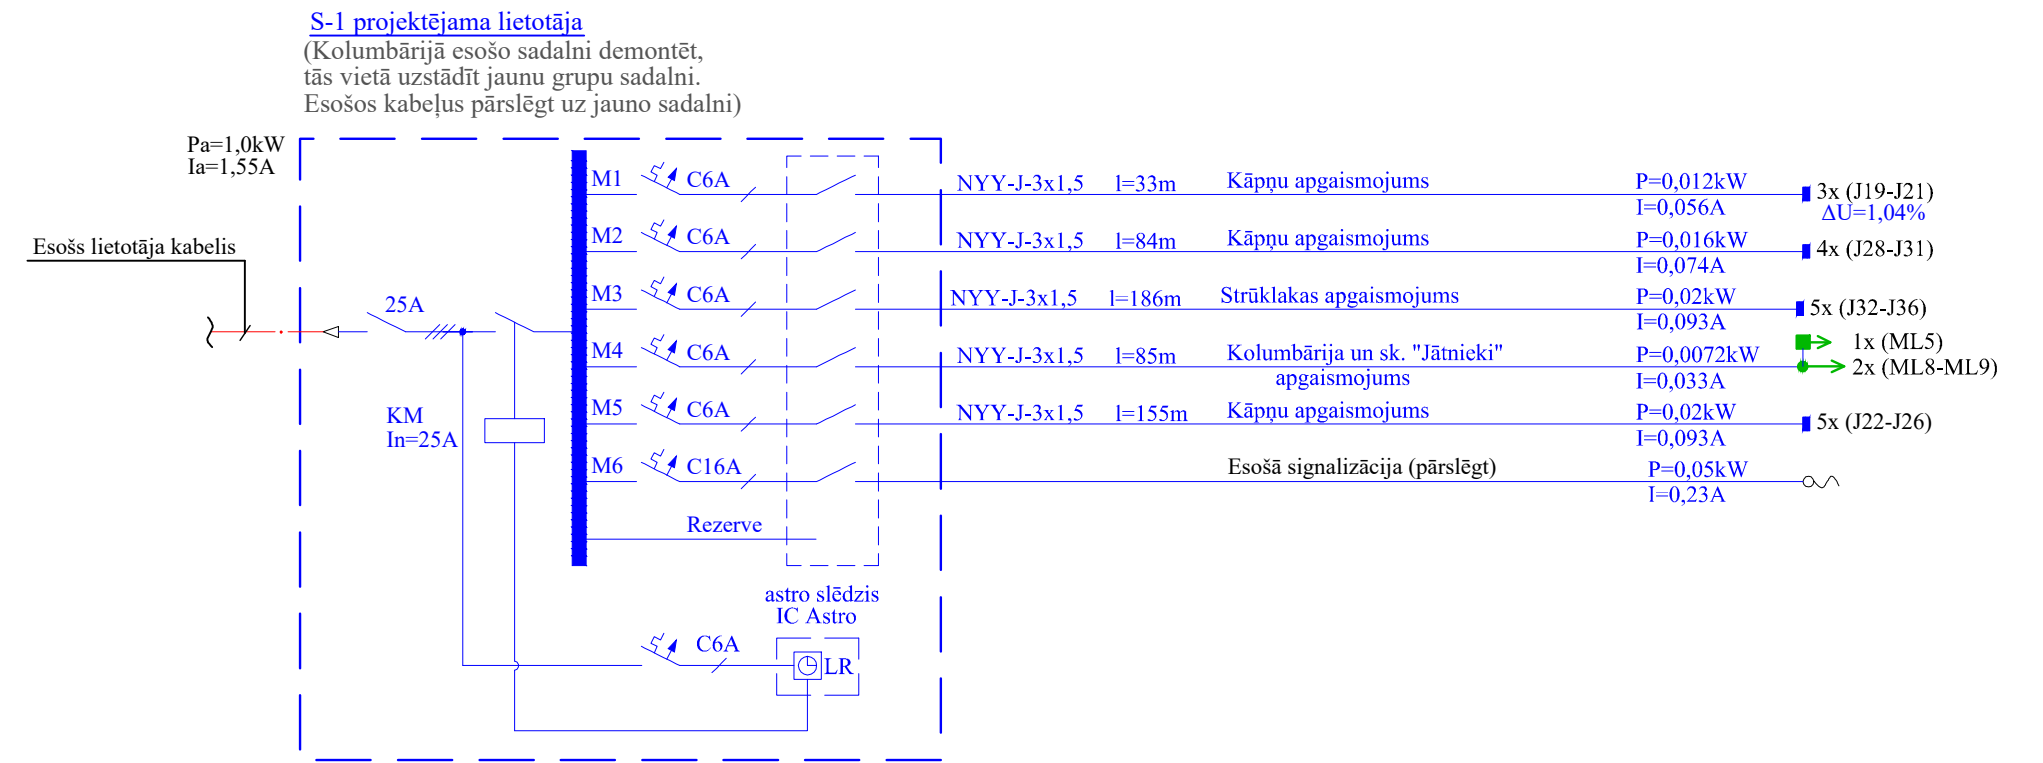 S-1 projektējama lietotāja
(Kolumbārijā esošo sadalni demontēt,
tās vietā uzstādīt jaunu grupu sadalni.
Esošos kabeļus pārslēgt uz jauno sadalni)
Pa=1,0kW
Ia=1,55A
Esošs lietotāja kabelis
25A
KM
In=25A
M1 C6A NYY-J-3x1,5 l=33m Kāpņu apgaismojums P=0,012kW 3x (J19-J21)
I=0,056A ΔU=1,04%
M2 C6A NYY-J-3x1,5 l=84m Kāpņu apgaismojums P=0,016kW 4x (J28-J31)
I=0,074A
M3 C6A NYY-J-3x1,5 l=186m Strūklakas apgaismojums P=0,02kW 5x (J32-J36)
I=0,093A
1x (ML5)
M4 C6A NYY-J-3x1,5 l=85m Kolumbārija un sk. "Jātnieki" P=0,0072kW 2x (ML8-ML9)
apgaismojums I=0,033A
M5 C6A NYY-J-3x1,5 l=155m Kāpņu apgaismojums P=0,02kW 5x (J22-J26)
I=0,093A
M6 C16A Esošā signalizācija (pārslēgt) P=0,05kW
I=0,23A
Rezerve
astro slēdzis
IC Astro
C6A LR